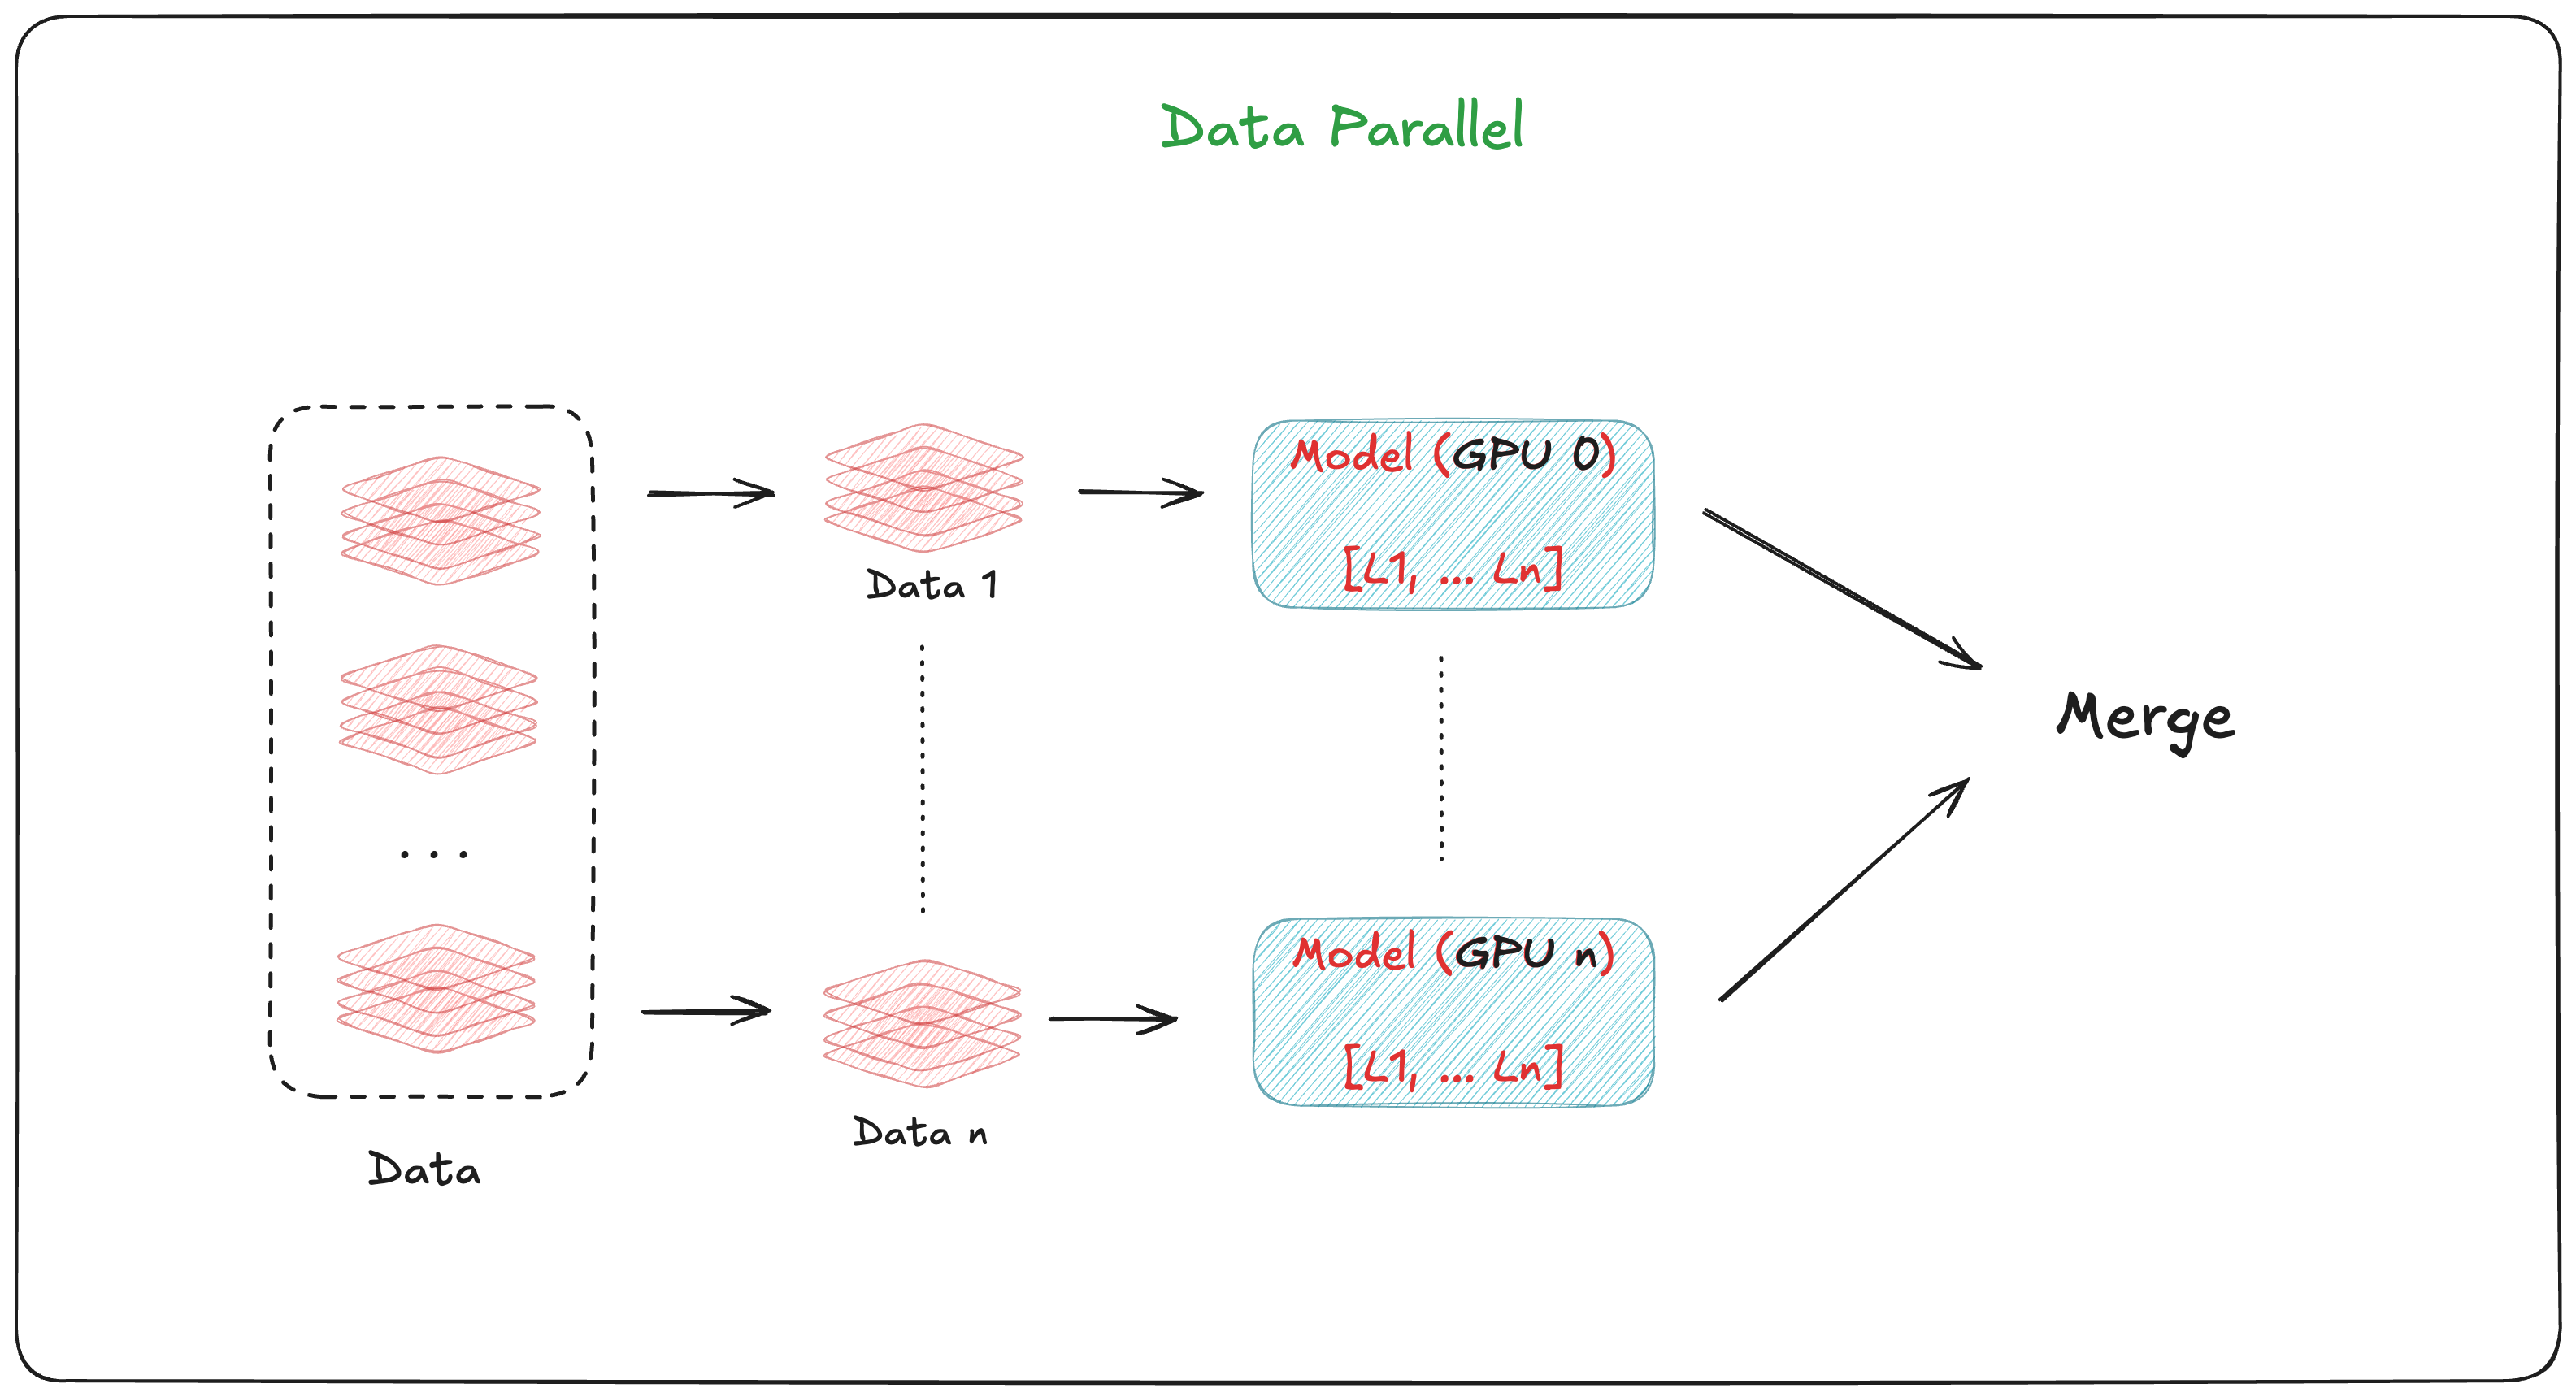 Data Parallel
Model (GPU 0)
[L1, ... Ln]
Data 1
Merge
...
Model (GPU n)
[L1, ... Ln]
Data n
Data